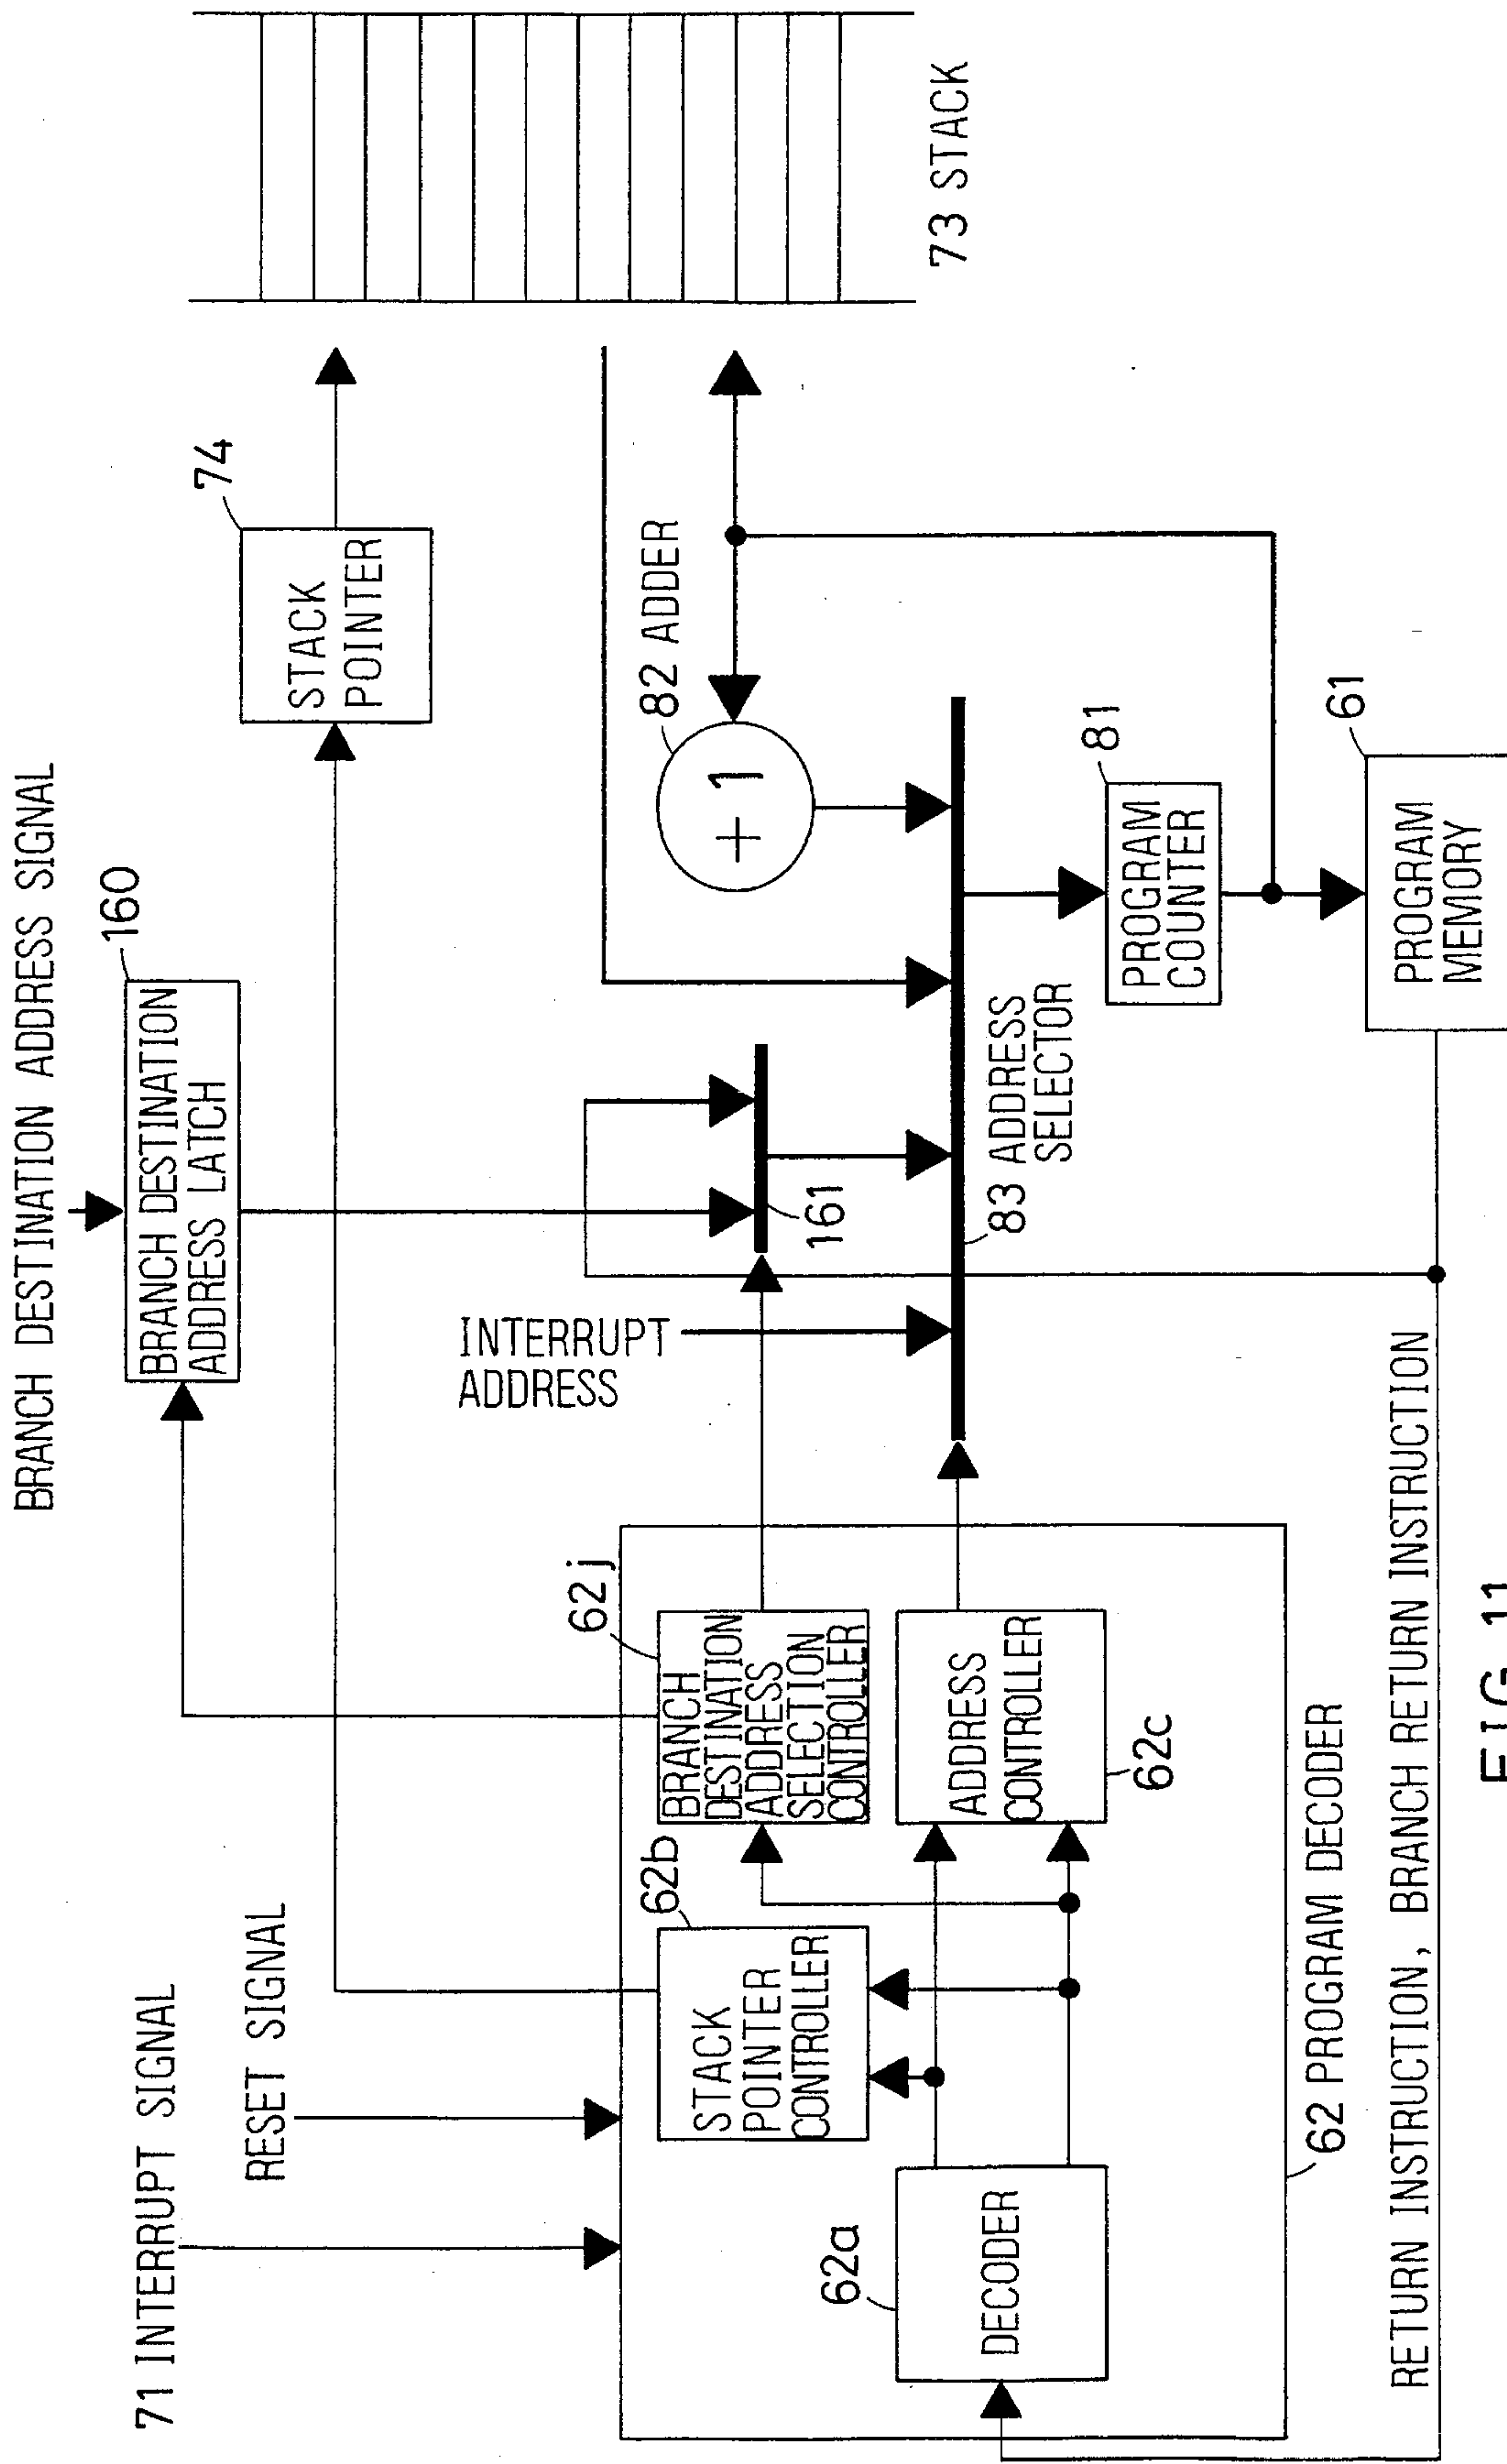 BRANCH DESTINATION ADDRESS SIGNAL
71 INTERRUPT SIGNAL
RESET SIGNAL
160
BRANCH DESTINATION
ADDRESS LATCH
74
STACK
POINTER
73 STACK
INTERRUPT
ADDRESS
161
82 ADDER
+ 1
83 ADDRESS
SELECTOR
81
PROGRAM
COUNTER
61
PROGRAM
MEMORY
62b
STACK
POINTER
CONTROLLER
62j
BRANCH
DESTINATION
ADDRESS
SELECTION
CONTROLLER
62a
DECODER
ADDRESS
CONTROLLER
62c
62 PROGRAM DECODER
RETURN INSTRUCTION, BRANCH RETURN INSTRUCTION
FIG. 11